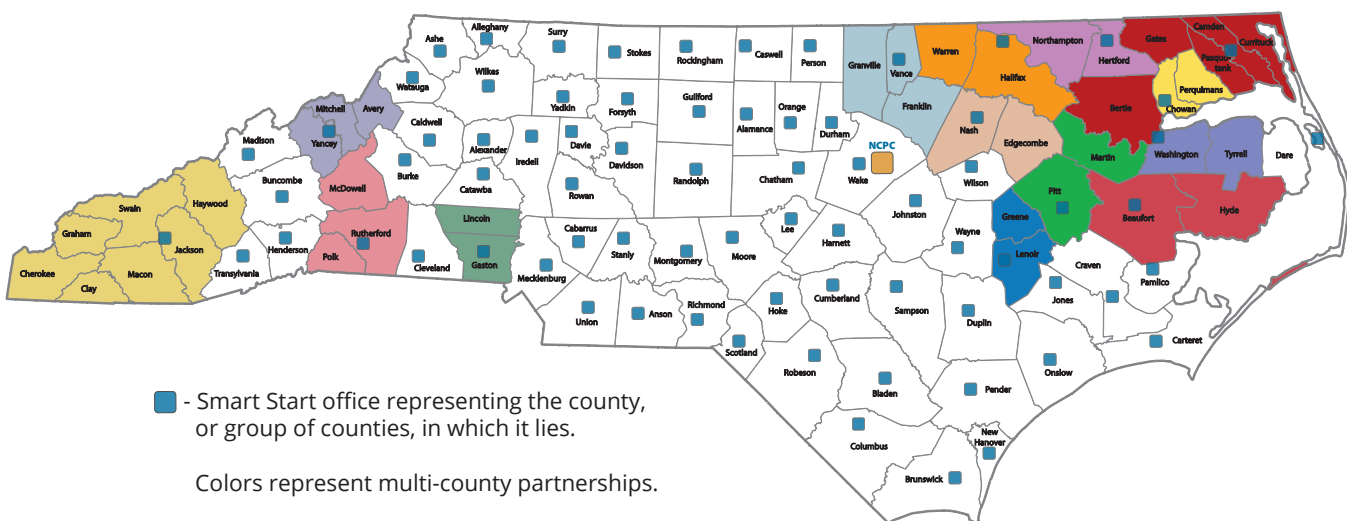 Alleghany
Ashe
Surry
Stokes
Rockingham
Caswell
Person
Granville
Vance
Warren
Northampton
Halifax
Hertford
Gates
Camden
Currituck
Pasquo-
tank
Perquimans
Chowan
Bertie
Watauga
Wilkes
Yadkin
Forsyth
Guilford
Alamance
Orange
Durham
Franklin
Nash
Edgecombe
Martin
Washington
Tyrrell
Dare
Mitchell
Avery
Yancey
Madison
Caldwell
Alexander
Iredell
Davie
Davidson
Randolph
Chatham
NCPC
Wake
Wilson
Pitt
Beaufort
Hyde
Buncombe
McDowell
Burke
Catawba
Rowan
Johnston
Greene
Swain
Haywood
Graham
Jackson
Cherokee
Macon
Clay
Transylvania
Henderson
Rutherford
Polk
Cleveland
Lincoln
Gaston
Mecklenburg
Cabarrus
Stanly
Montgomery
Moore
Lee
Harnett
Wayne
Lenoir
Craven
Pamlico
Jones
Union
Anson
Richmond
Scotland
Hoke
Cumberland
Sampson
Duplin
Carteret
Onslow
Robeson
Bladen
Pender
Columbus
New
Hanover
Brunswick
- Smart Start office representing the county,
or group of counties, in which it lies.
Colors represent multi-county partnerships.